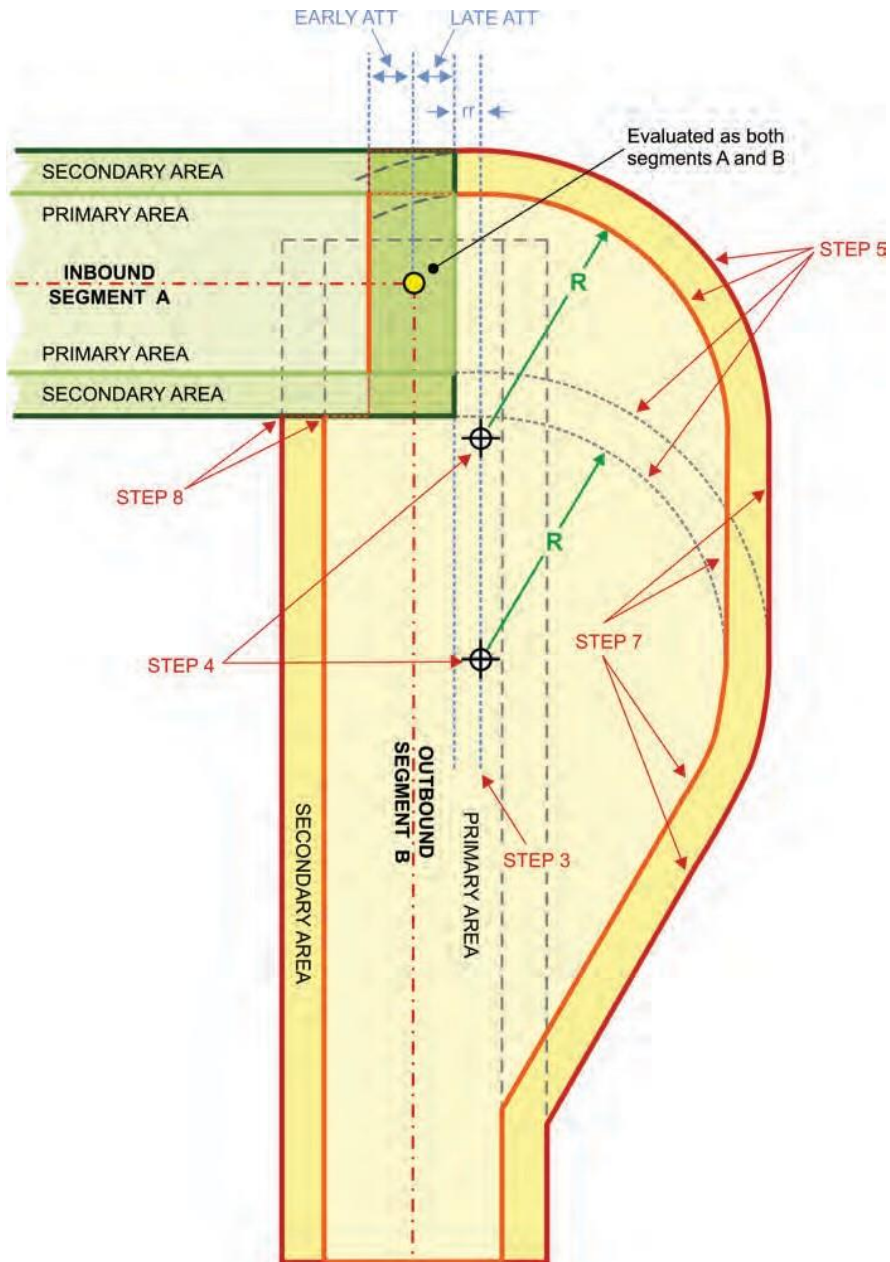 EARLY ATT
LATE ATT
rr
Evaluated as both
segments A and B
SECONDARY AREA
PRIMARY AREA
STEP 5
INBOUND
SEGMENT A
R
PRIMARY AREA
SECONDARY AREA
STEP 8
R
STEP 4
STEP 7
OUTBOUND
SEGMENT B
SECONDARY AREA
PRIMARY AREA
STEP 3